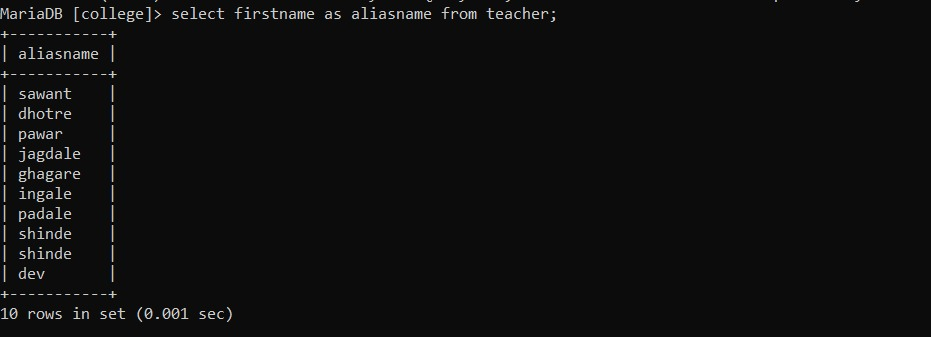 MariaDB [college]> select firstname as aliasname from teacher;
+-----------+
| aliasname |
+-----------+
| sawant    |
| dhotre    |
| pawar     |
| jagdale   |
| ghagare   |
| ingale    |
| padale    |
| shinde    |
| shinde    |
| dev       |
+-----------+
10 rows in set (0.001 sec)